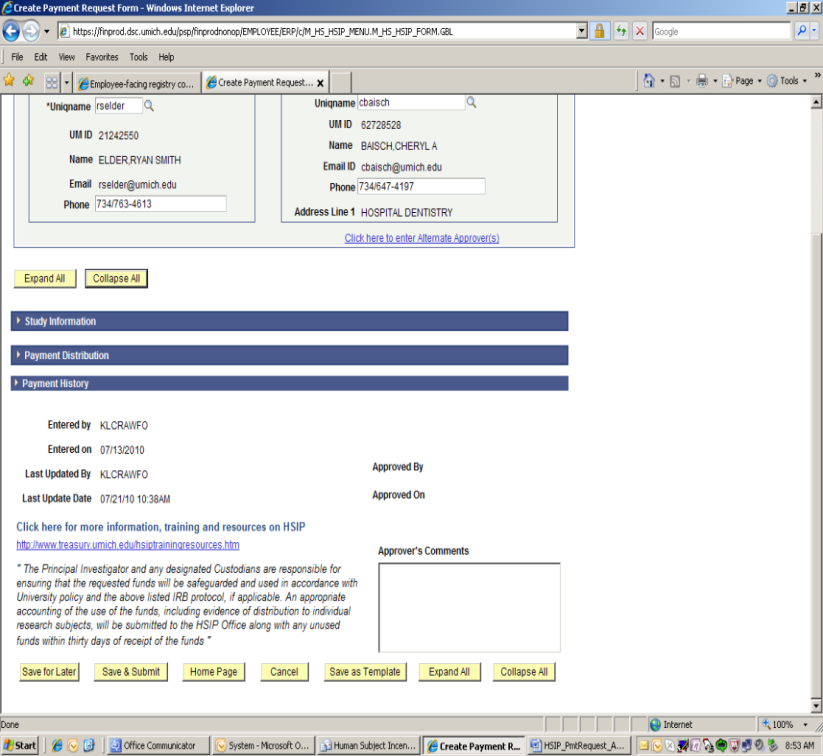 Create Payment Request Form - Windows Internet Explorer
https://finprod.dsc.umich.edu/psp/finprodnonop/EMPLOYEE/ERP/c/M_HS_HSIP_MENU.M_HS_HSIP_FORM.GBL
Google
File Edit View Favorites Tools Help
Employee-facing registry co... Create Payment Request... X
Page Tools
*Uniqname rselder
Uniqname cbaisch
UM ID 21242550
UM ID 62728528
Name ELDER,RYAN SMITH
Name BAISCH,CHERYL A
Email ID cbaisch@umich.edu
Email rselder@umich.edu
Phone 734/647-4197
Phone 734/763-4613
Address Line 1 HOSPITAL DENTISTRY
Click here to enter Alternate Approver(s)
Expand All Collapse All
Study Information
Payment Distribution
Payment History
Entered by KLCRAWFO
Entered on 07/13/2010
Last Updated By KLCRAWFO
Approved By
Last Update Date 07/21/10 10:38AM
Approved On
Click here for more information, training and resources on HSIP
http://www.treasury.umich.edu/hsiptrainingresources.htm
Approver's Comments
" The Principal Investigator and any designated Custodians are responsible for
ensuring that the requested funds will be safeguarded and used in accordance with
University policy and the above listed IRB protocol, if applicable. An appropriate
accounting of the use of the funds, including evidence of distribution to individual
research subjects, will be submitted to the HSIP Office along with any unused
funds within thirty days of receipt of the funds "
Save for Later Save & Submit Home Page Cancel Save as Template Expand All Collapse All
Done Internet 100%
Start Office Communicator System - Microsoft O... Human Subject Incen... Create Payment R... HSIP_PmtRequest_A... 8:53 AM